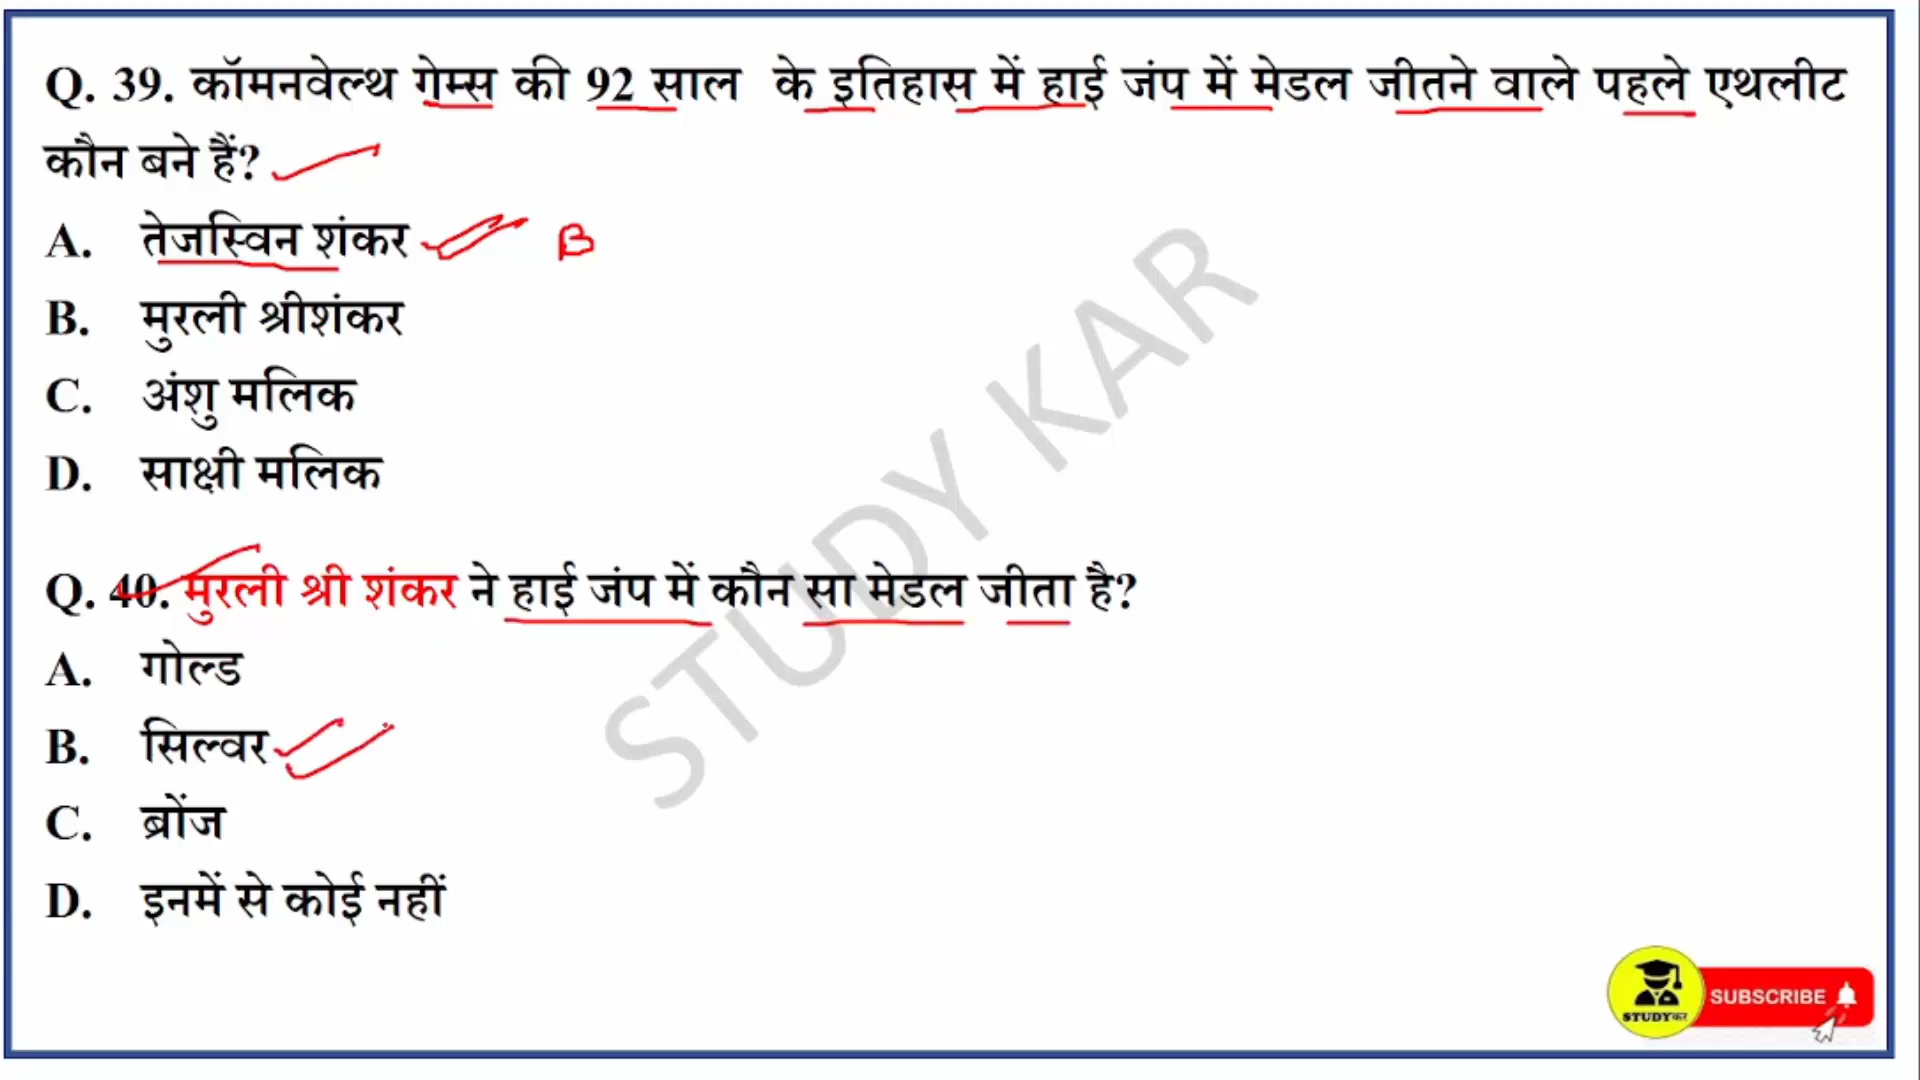 Q. 39. कॉमनवेल्थ गेम्स की 92 साल के इतिहास में हाई जंप में मेडल जीतने वाले पहले एथलीट
कौन बने हैं?
A. तेजस्विन शंकर B
B. मुरली श्रीशंकर
C. अंशु मलिक
D. साक्षी मलिक
STUDY KAR
Q. 40. मुरली श्री शंकर ने हाई जंप में कौन सा मेडल जीता है?
A. गोल्ड
B. सिल्वर
C. ब्रोंज
D. इनमें से कोई नहीं
STUDYकर
SUBSCRIBE